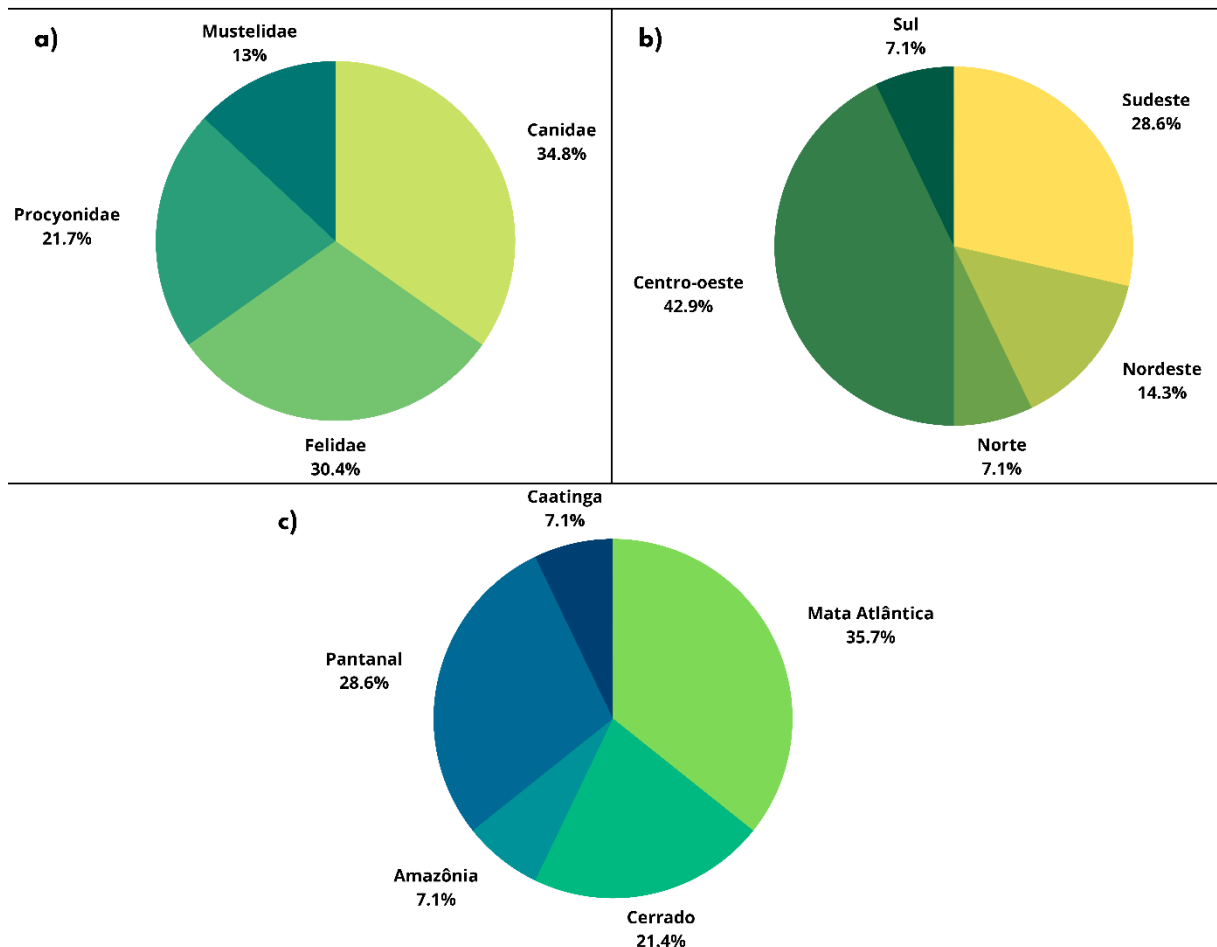 a)
Mustelidae
13%
Canidae
34.8%
Procyonidae
21.7%
Felidae
30.4%
b)
Sul
7.1%
Sudeste
28.6%
Centro-oeste
42.9%
Nordeste
14.3%
Norte
7.1%
c)
Caatinga
7.1%
Mata Atlântica
35.7%
Pantanal
28.6%
Amazônia
7.1%
Cerrado
21.4%